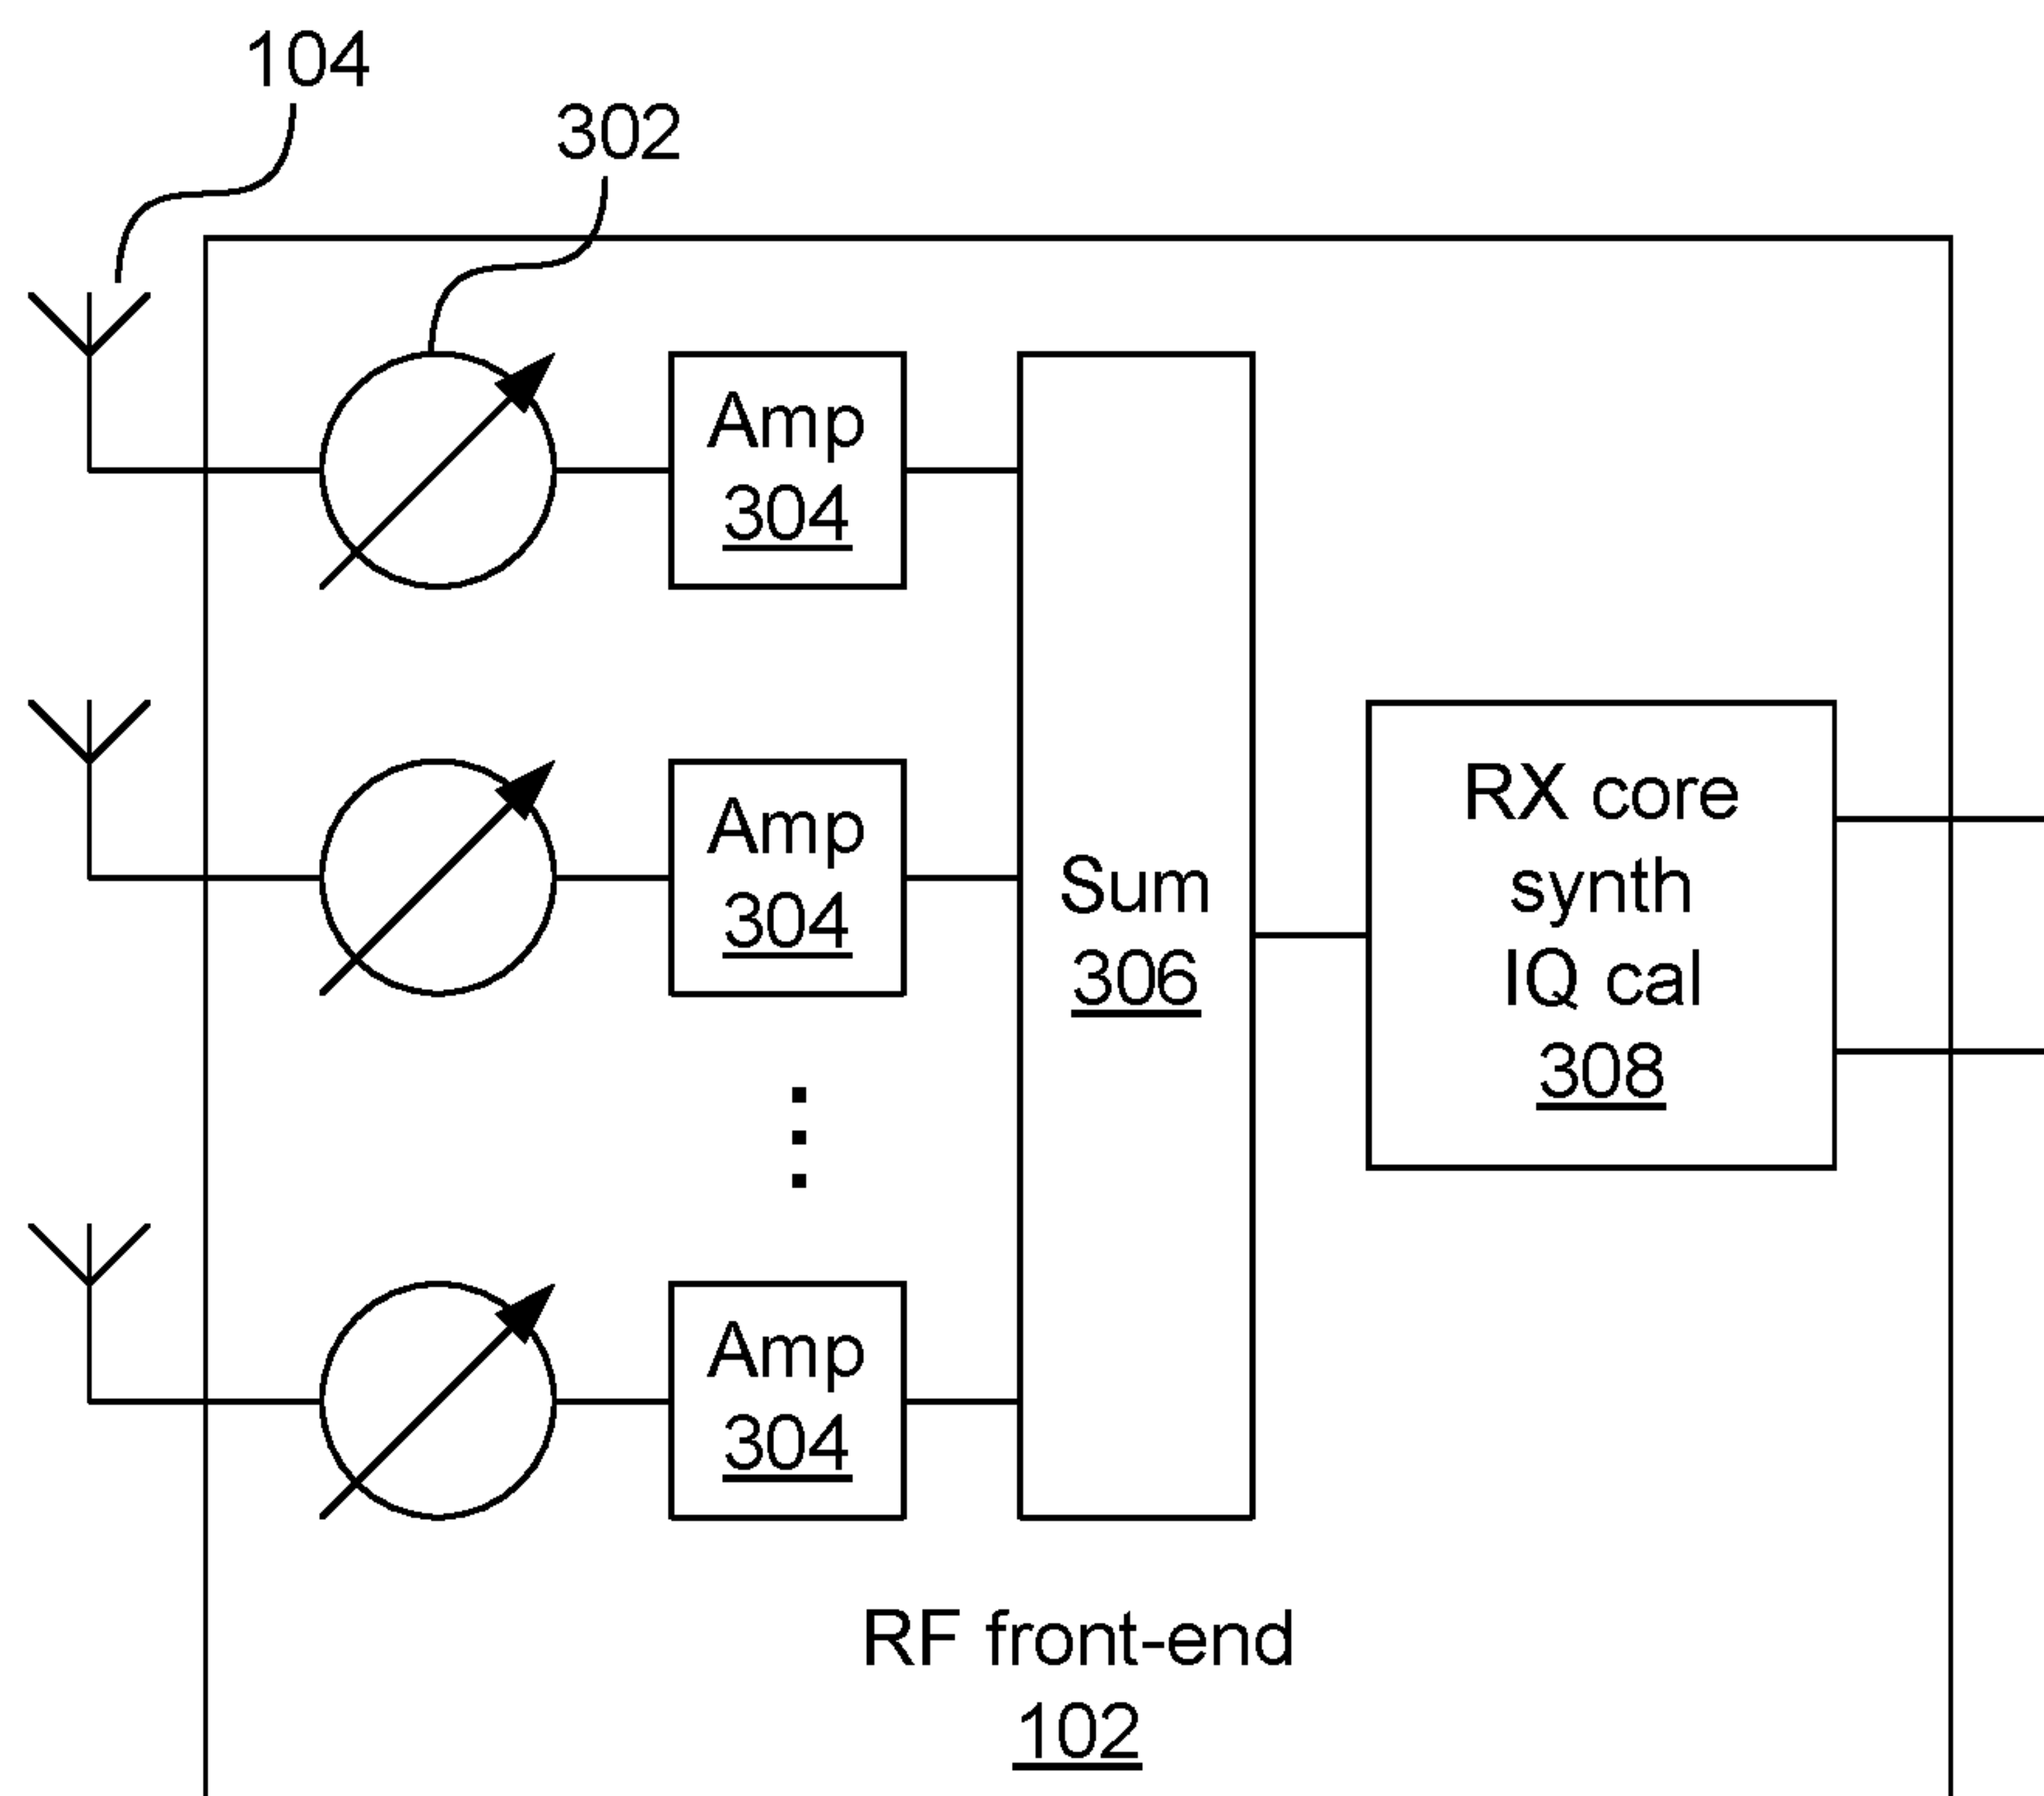 104
302
Amp
304
Amp
304
Sum
306
RX core
synth
IQ cal
308
Amp
304
RF front-end
102